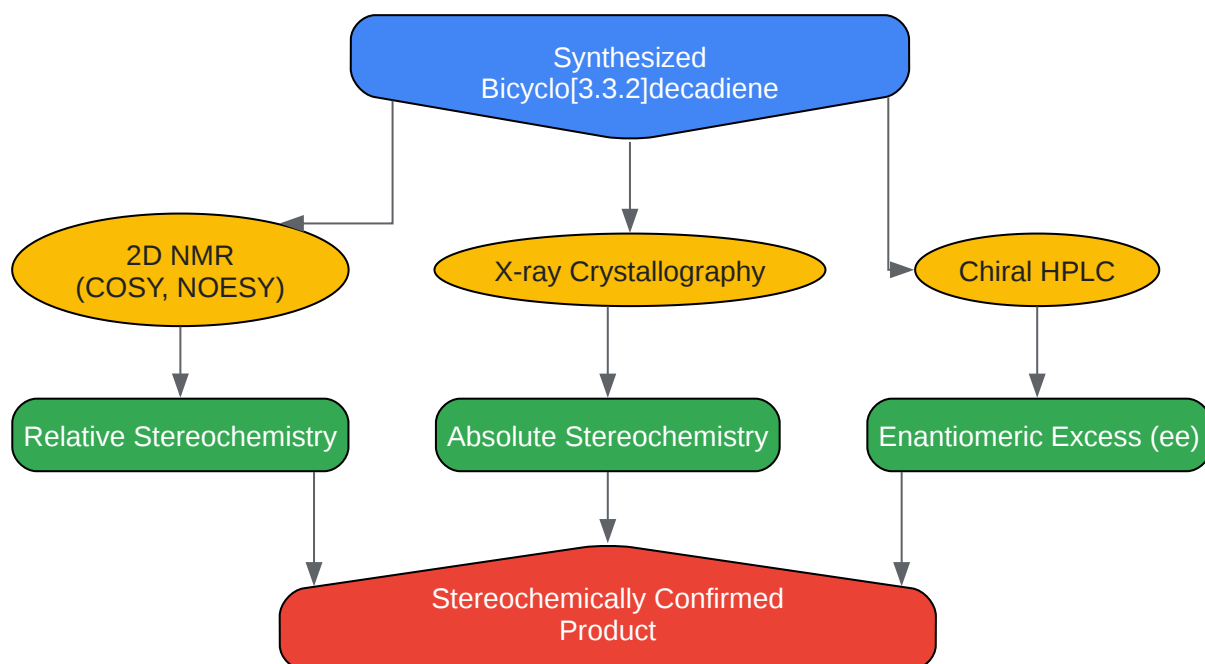 Synthesized
Bicyclo[3.3.2]decadiene
2D NMR
(COSY, NOESY)
X-ray Crystallography
Chiral HPLC
Relative Stereochemistry
Absolute Stereochemistry
Enantiomeric Excess (ee)
Stereochemically Confirmed
Product